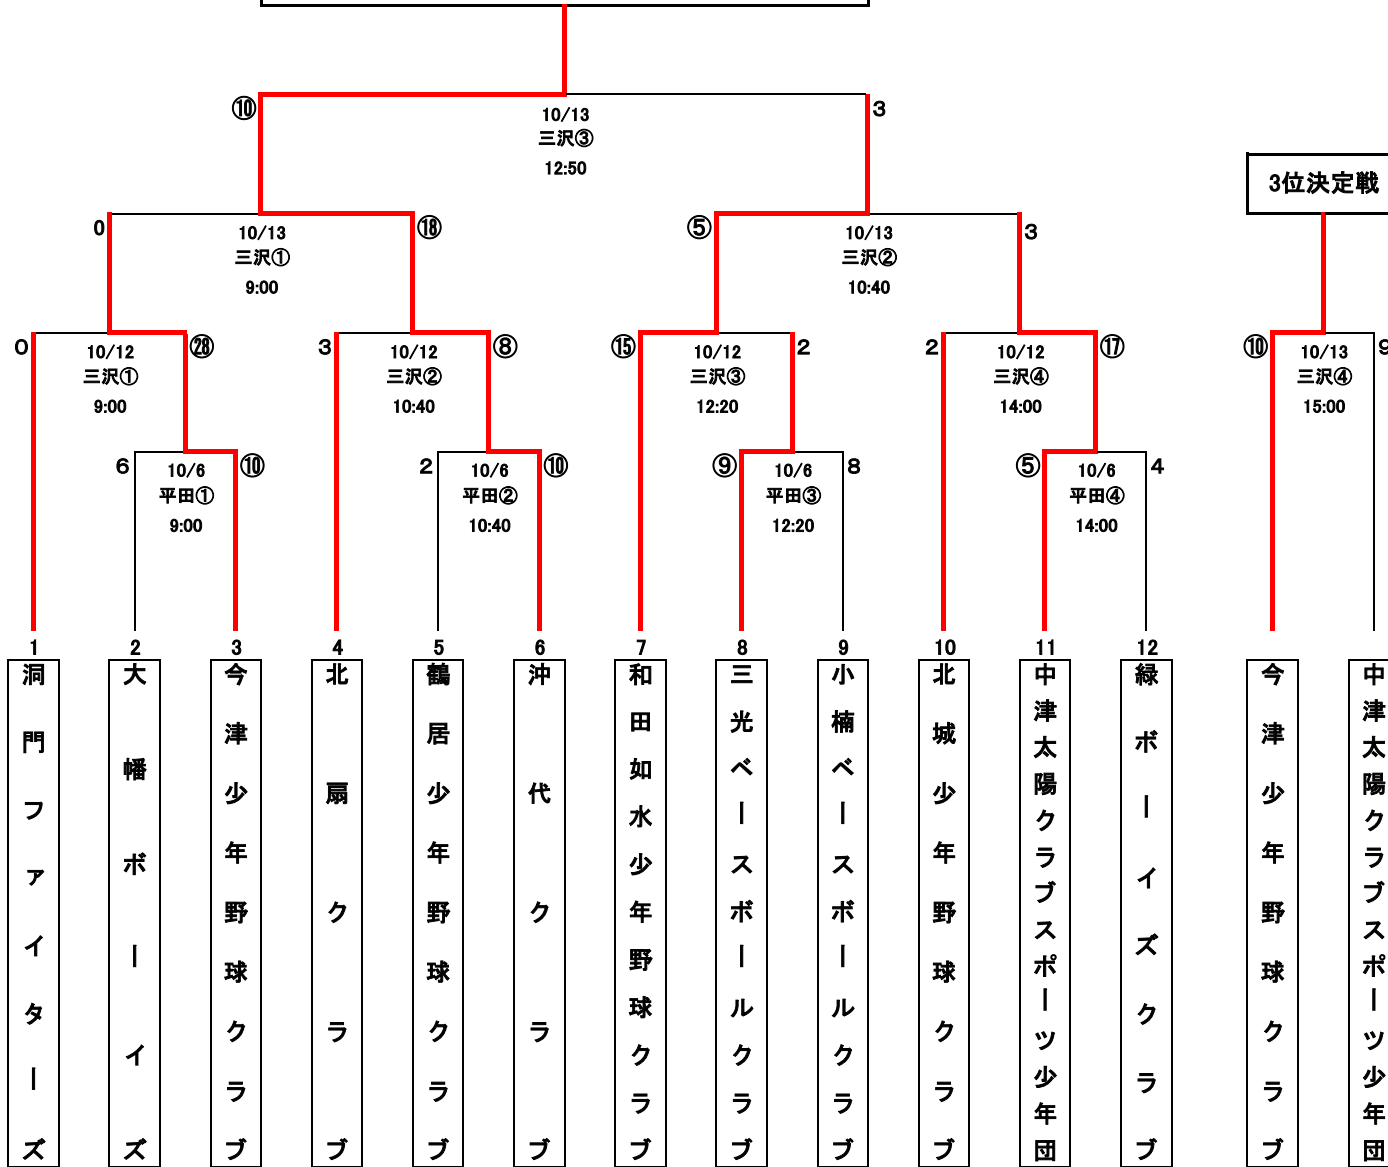 ⑩
3
10/13
三沢③
12:50
3位決定戦
0
⑱
10/13
三沢①
9:00
⑤
3
10/13
三沢②
10:40
0
㉘
10/12
三沢①
9:00
3
⑧
10/12
三沢②
10:40
⑮
2
10/12
三沢③
12:20
2
⑰
10/12
三沢④
14:00
⑩
9
10/13
三沢④
15:00
6
⑩
10/6
平田①
9:00
2
⑩
10/6
平田②
10:40
⑨
8
10/6
平田③
12:20
⑤
4
10/6
平田④
14:00
1
洞門ファイターズ
2
大幡ボーイズ
3
今津少年野球クラブ
4
北扇クラブ
5
鶴居少年野球クラブ
6
沖代クラブ
7
和田如水少年野球クラブ
8
三光ベースボールクラブ
9
小楠ベースボールクラブ
10
北城少年野球クラブ
11
中津太陽クラブスポーツ少年団
12
緑ボーイズクラブ
今津少年野球クラブ
中津太陽クラブスポーツ少年団